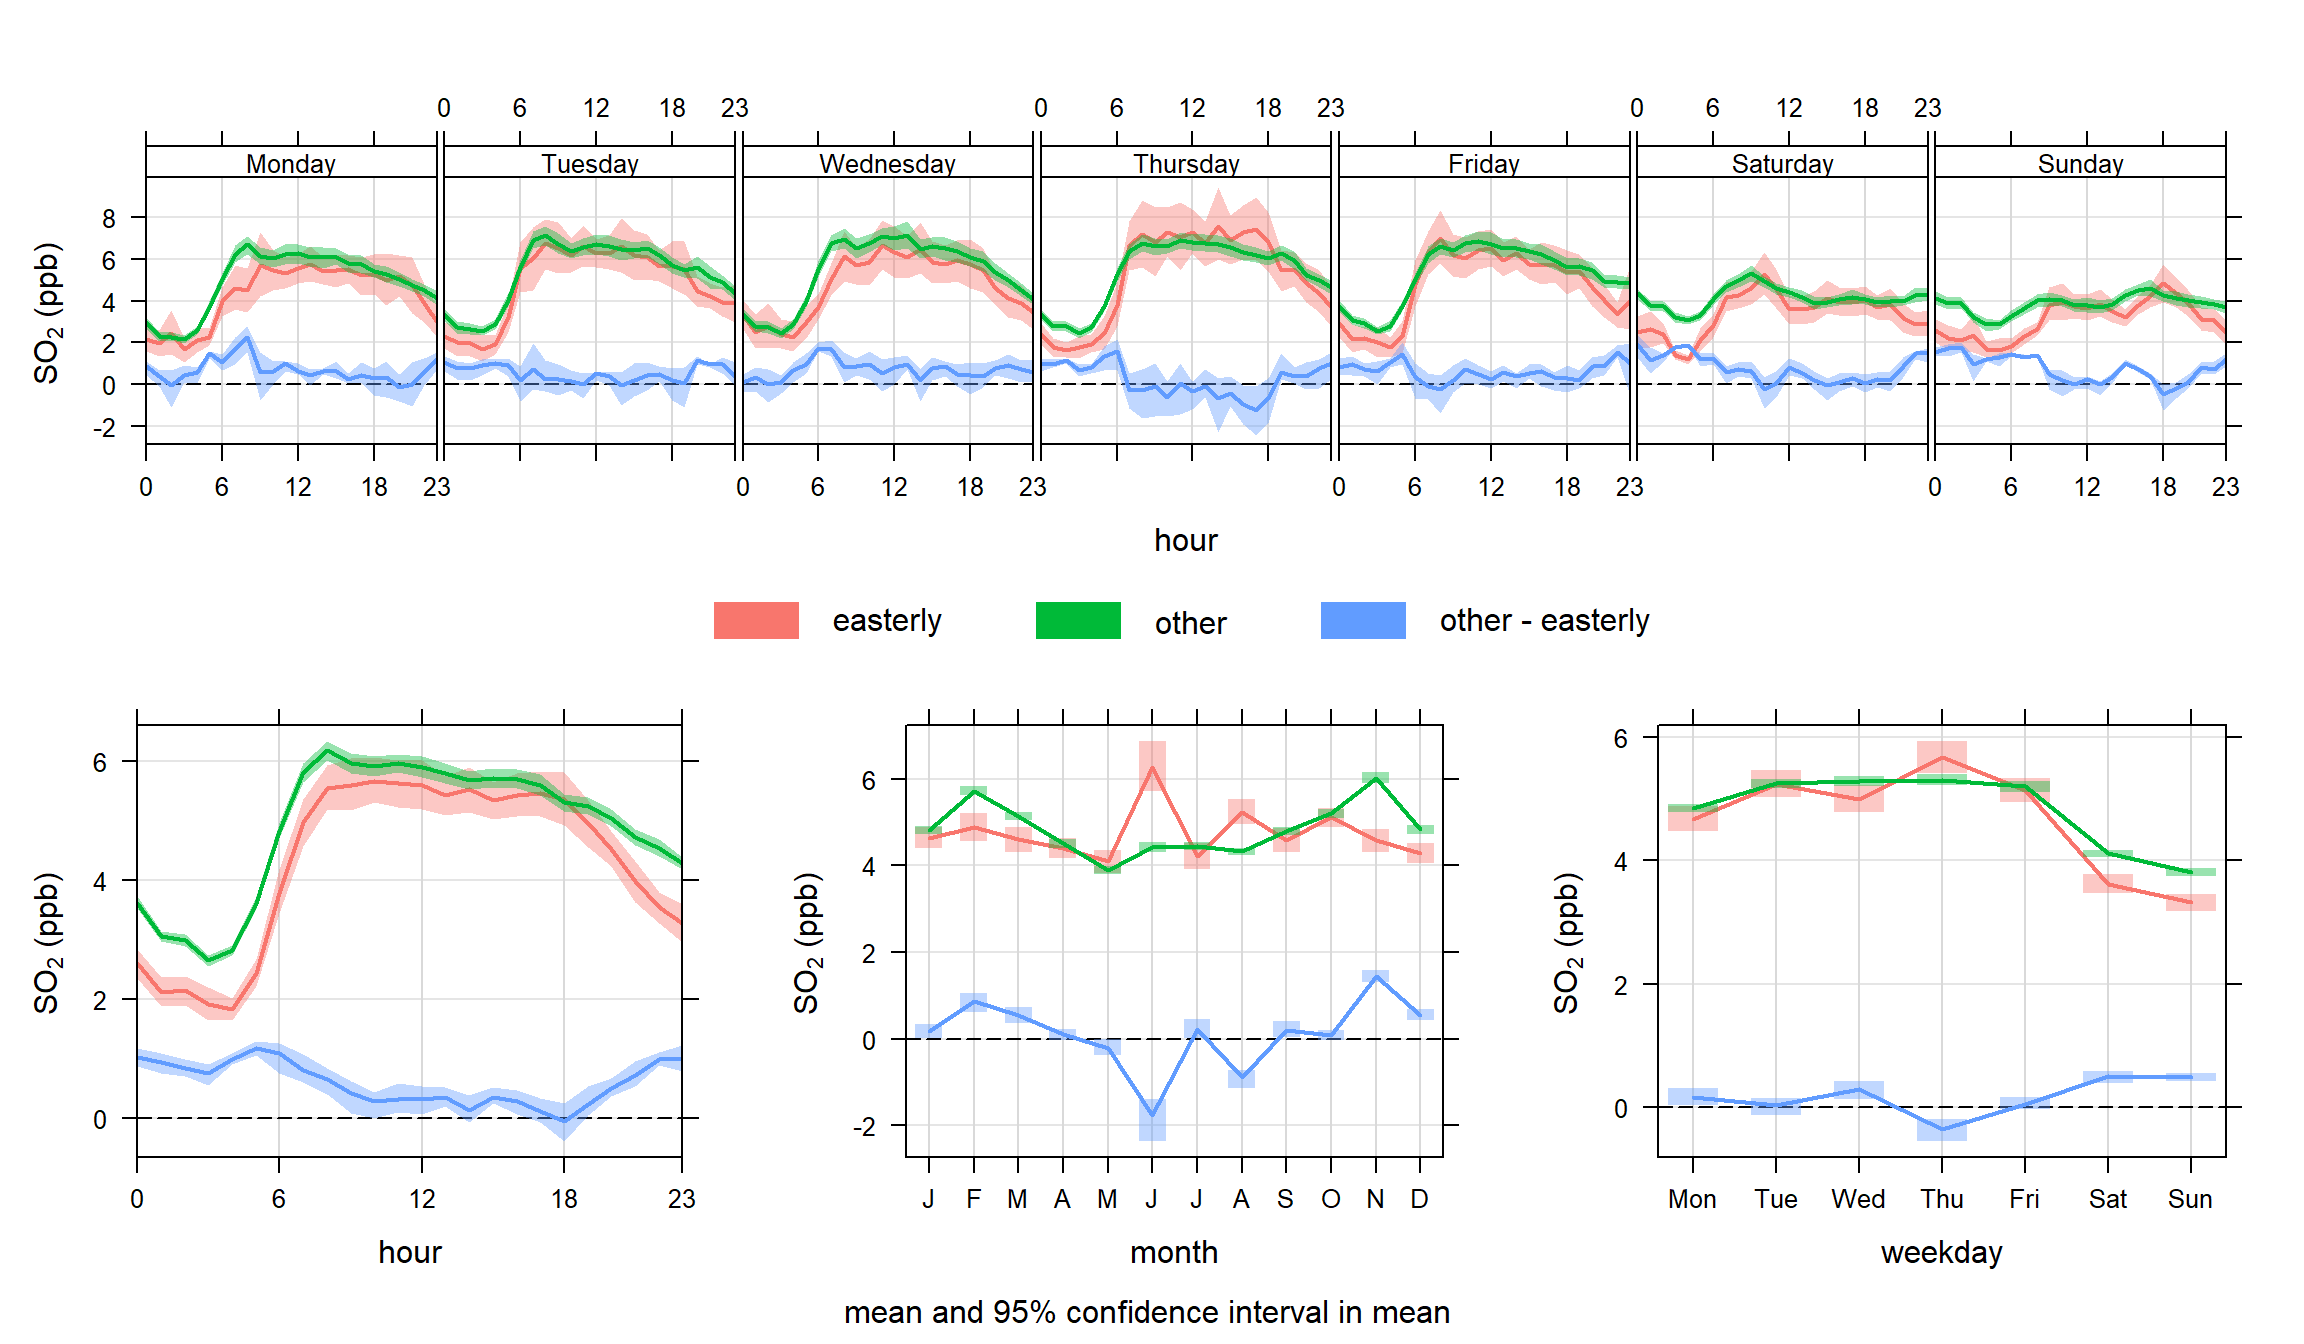 0 6 12 18 23 0 6 12 18 23 0 6 12 18 23
Monday Tuesday Wednesday Thursday Friday Saturday Sunday
SO2 (ppb)
8
6
4
2
0
-2
0 6 12 18 23 0 6 12 18 23 0 6 12 18 23 0 6 12 18 23
hour
easterly other other - easterly
SO2 (ppb)
6
4
2
0
0 6 12 18 23
hour
SO2 (ppb)
6
4
2
0
-2
J F M A M J J A S O N D
month
SO2 (ppb)
6
4
2
0
Mon Tue Wed Thu Fri Sat Sun
weekday
mean and 95% confidence interval in mean